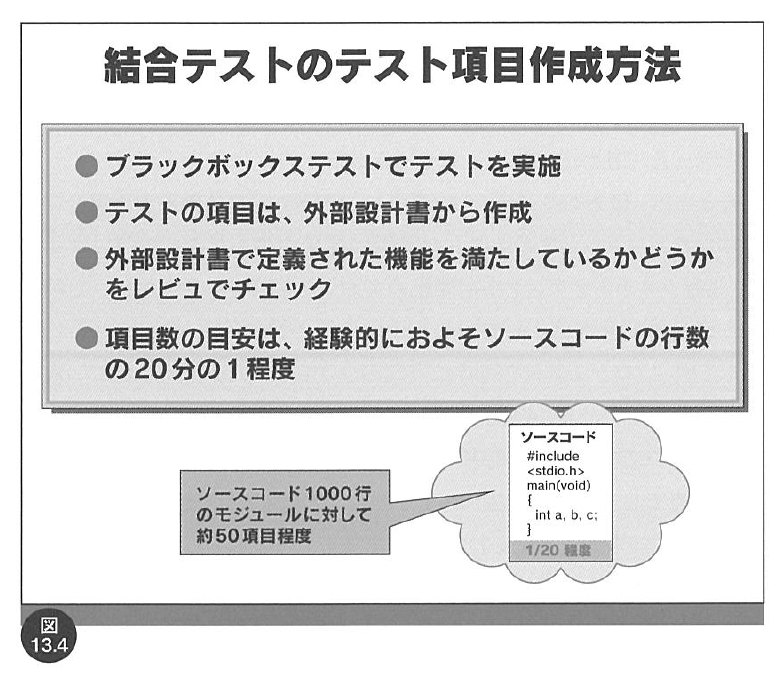 結合テストのテスト項目作成方法
●ブラックボックステストでテストを実施
●テストの項目は、外部設計書から作成
●外部設計書で定義された機能を満たしているかどうか
をレビュでチェック
●項目数の目安は、経験的におよそソースコードの行数
の20分の1程度
ソースコード
#include
<stdio.h>
main(void)
{
int a, b, c;
}
1/20 程度
ソースコード1000行
のモジュールに対して
約50項目程度
図
13.4